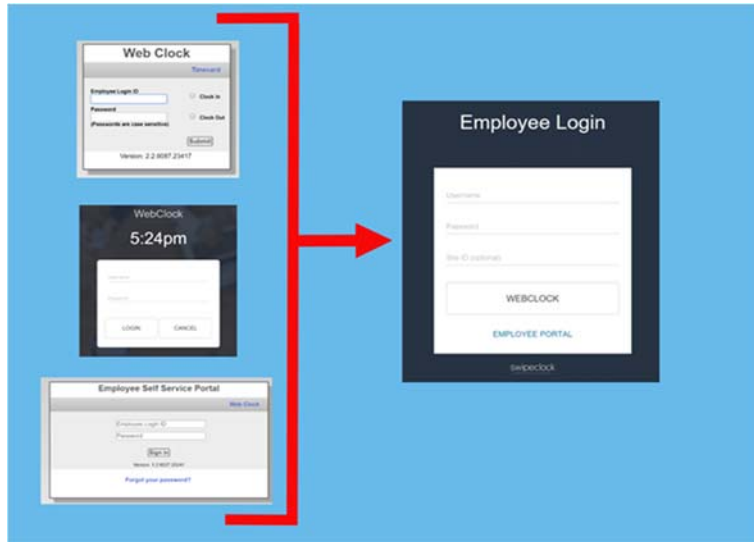 Web Clock
Timecard
Employee Login ID
Clock In
Password
Clock Out
(Passwords are case sensitive)
Submit
Version: 2.2.6087.23417
WebClock
5:24pm
Username
Password
LOGIN
CANCEL
Employee Self Service Portal
Web Clock
Employee Login ID
Password
Sign In
Forgot your password?
Employee Login
Username
Password
Site ID (optional)
WEBCLOCK
EMPLOYEE PORTAL
swipeclock